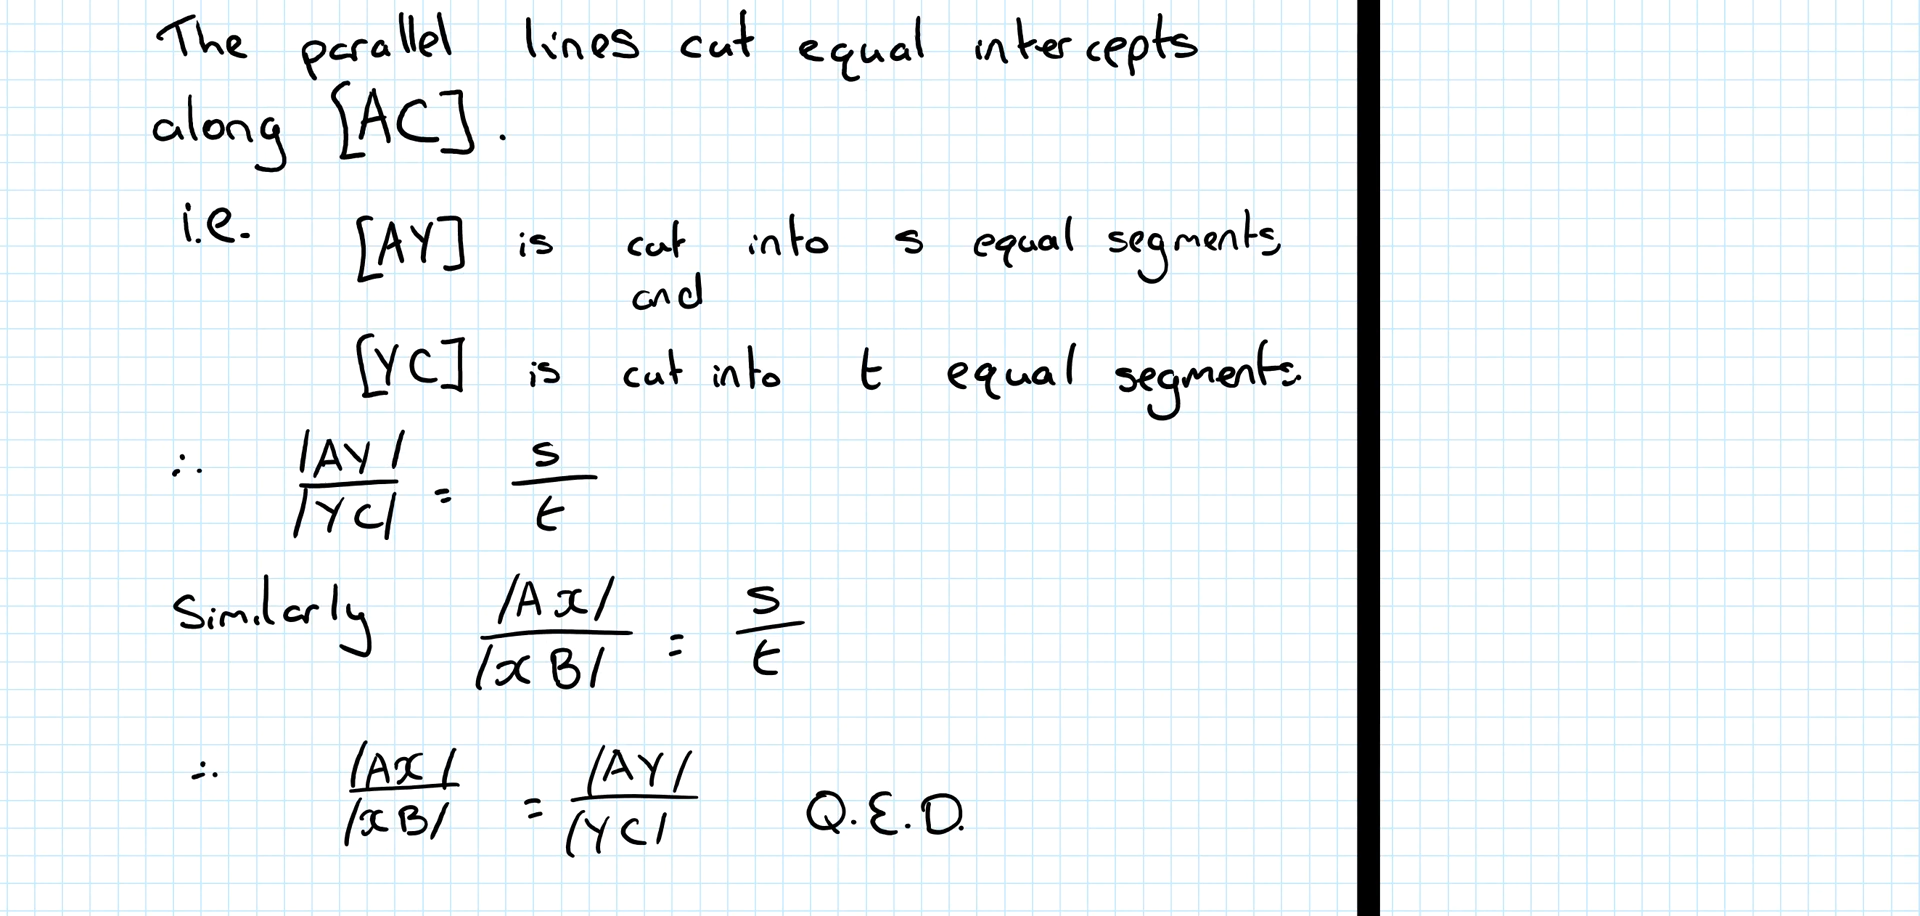 The parallel lines cut equal intercepts
along [AC].
i.e. [AY] is cut into s equal segments
and
[YC] is cut into t equal segments.
∴ |AY| / |YC| = s / t
Similarly |AX| / |XB| = s / t
∴ |AX| / |XB| = |AY| / |YC| Q.E.D.